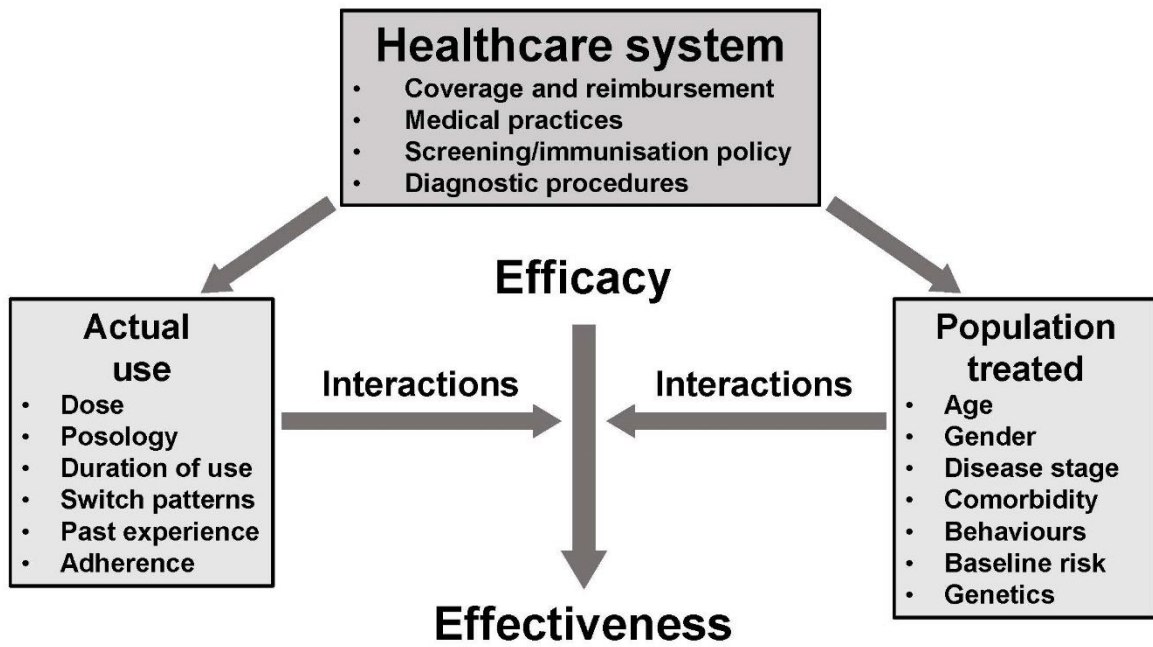 Healthcare system
• Coverage and reimbursement
• Medical practices
• Screening/immunisation policy
• Diagnostic procedures
Efficacy
Actual
use
• Dose
• Posology
• Duration of use
• Switch patterns
• Past experience
• Adherence
Interactions
Interactions
Population
treated
• Age
• Gender
• Disease stage
• Comorbidity
• Behaviours
• Baseline risk
• Genetics
Effectiveness